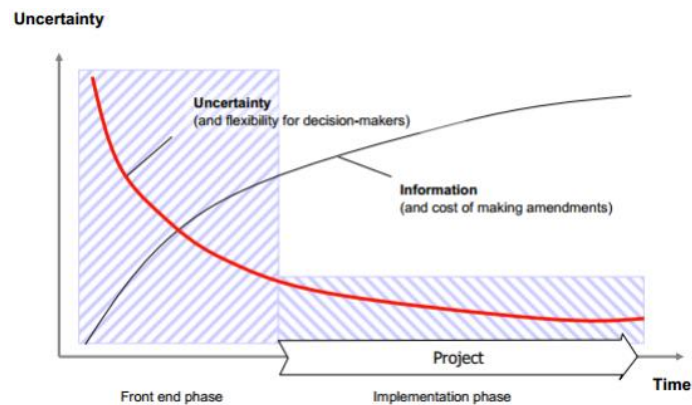 Uncertainty
Uncertainty
(and flexibility for decision-makers)
Information
(and cost of making amendments)
Project
Time
Front end phase
Implementation phase